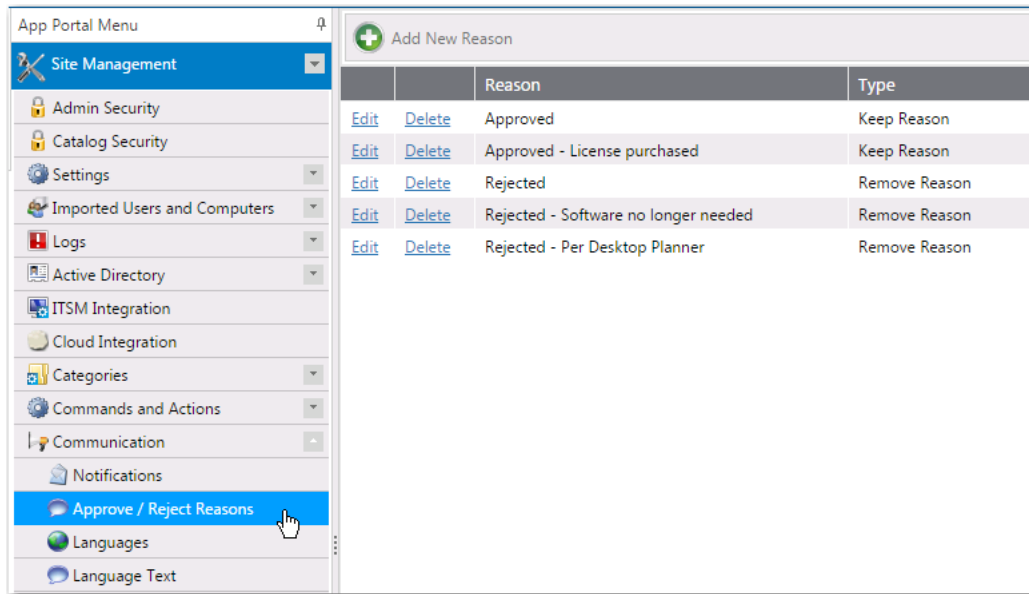 App Portal Menu
Site Management
Admin Security
Catalog Security
Settings
Imported Users and Computers
Logs
Active Directory
ITSM Integration
Cloud Integration
Categories
Commands and Actions
Communication
Notifications
Approve / Reject Reasons
Languages
Language Text
Add New Reason
Reason Type
Edit Delete Approved Keep Reason
Edit Delete Approved - License purchased Keep Reason
Edit Delete Rejected Remove Reason
Edit Delete Rejected - Software no longer needed Remove Reason
Edit Delete Rejected - Per Desktop Planner Remove Reason